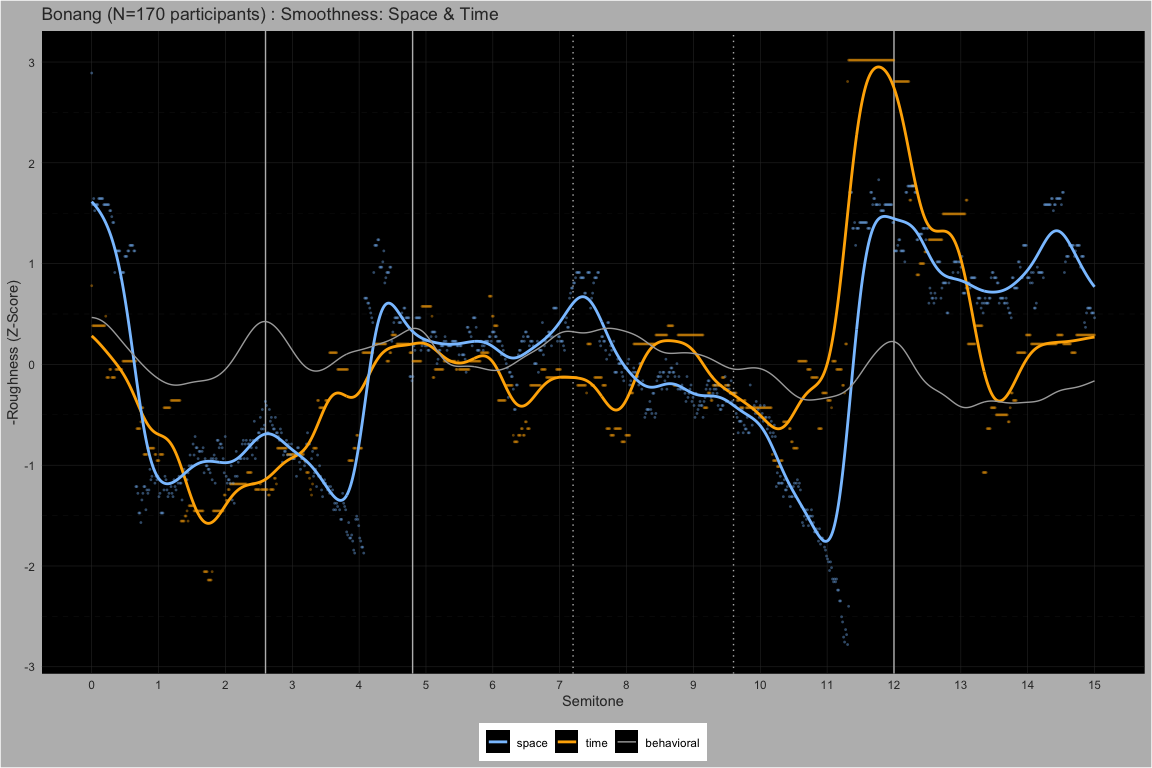 Bonang (N=170 participants) : Smoothness: Space & Time
-Roughness (Z-Score)
3
2
1
0
-1
-2
-3
0 1 2 3 4 5 6 7 8 9 10 11 12 13 14 15
Semitone
space time behavioral